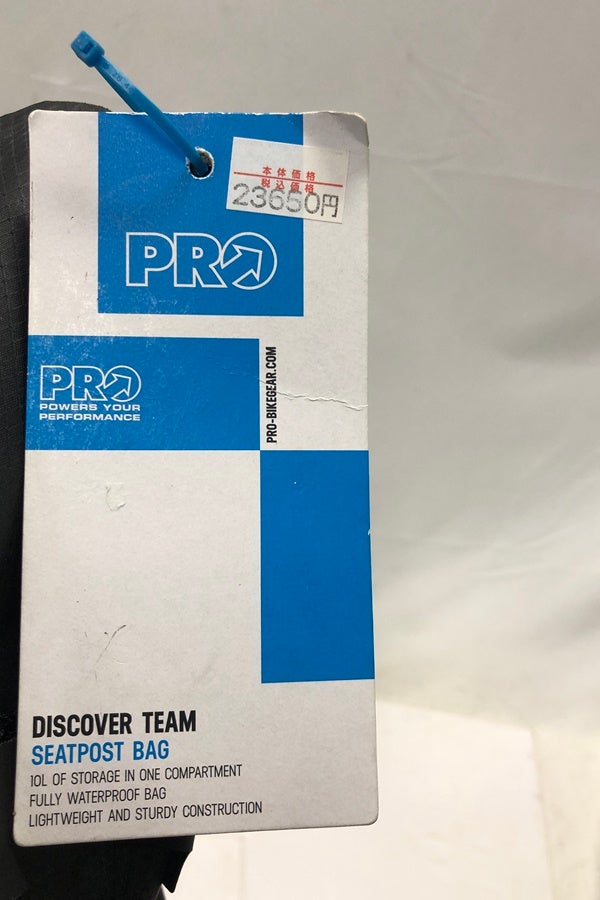 本体価格
税込価格
23650円
PRO
PRO
POWERS YOUR
PERFORMANCE
PRO-BIKEGEAR.COM
DISCOVER TEAM
SEATPOST BAG
10L OF STORAGE IN ONE COMPARTMENT
FULLY WATERPROOF BAG
LIGHTWEIGHT AND STURDY CONSTRUCTION